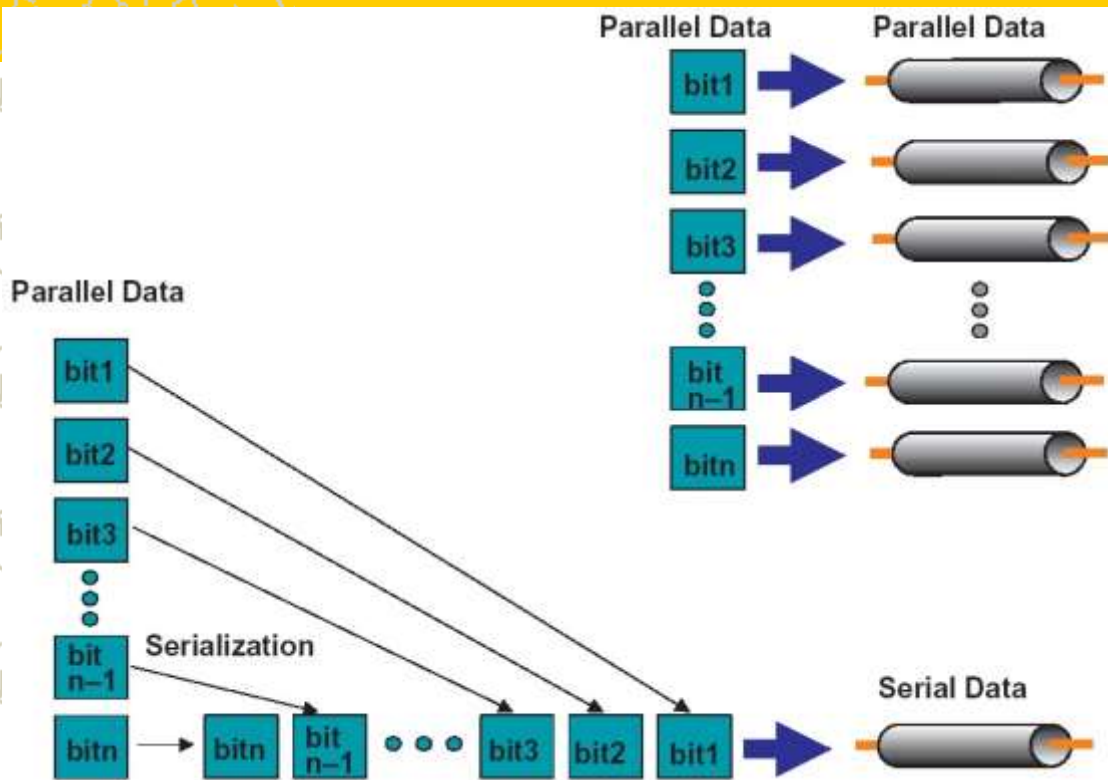 Parallel Data
Parallel Data
bit1
bit2
bit3
bit
n–1
bitn
Parallel Data
bit1
bit2
bit3
bit
n–1
bitn
Serialization
bitn
bit
n–1
bit3
bit2
bit1
Serial Data